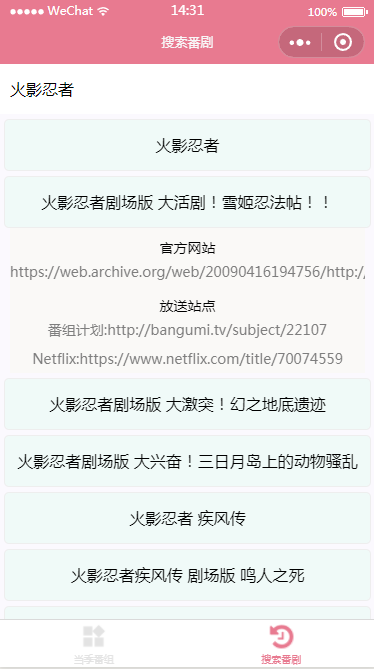 WeChat
14:31
100%
搜索番剧
火影忍者
火影忍者
火影忍者剧场版 大活剧！雪姬忍法帖！！
官方网站
https://web.archive.org/web/20090416194756/http:/
放送站点
番组计划:http://bangumi.tv/subject/22107
Netflix:https://www.netflix.com/title/70074559
火影忍者剧场版 大激突！幻之地底遗迹
火影忍者剧场版 大兴奋！三日月岛上的动物骚乱
火影忍者 疾风传
火影忍者疾风传 剧场版 鸣人之死
当季番组
搜索番剧